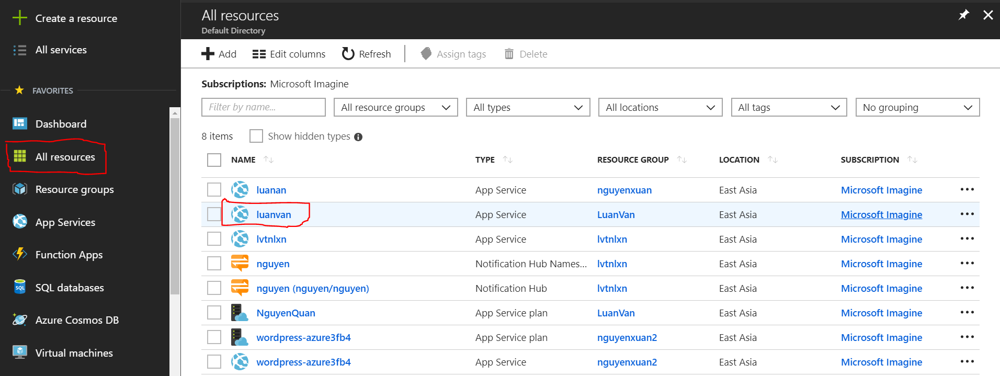 Create a resource
All services
FAVORITES
Dashboard
All resources
Resource groups
App Services
Function Apps
SQL databases
Azure Cosmos DB
Virtual machines
All resources
Default Directory
Add Edit columns Refresh Assign tags Delete
Subscriptions: Microsoft Imagine
Filter by name... All resource groups All types All locations All tags No grouping
8 items Show hidden types
NAME TYPE RESOURCE GROUP LOCATION SUBSCRIPTION
luanan App Service nguyenxuan East Asia Microsoft Imagine
luanvan App Service LuanVan East Asia Microsoft Imagine
lvtnlxn App Service lvtnlxn East Asia Microsoft Imagine
nguyen Notification Hub Names... lvtnlxn East Asia Microsoft Imagine
nguyen (nguyen/nguyen) Notification Hub lvtnlxn East Asia Microsoft Imagine
NguyenQuan App Service plan LuanVan East Asia Microsoft Imagine
wordpress-azure3fb4 App Service plan nguyenxuan2 East Asia Microsoft Imagine
wordpress-azure3fb4 App Service nguyenxuan2 East Asia Microsoft Imagine